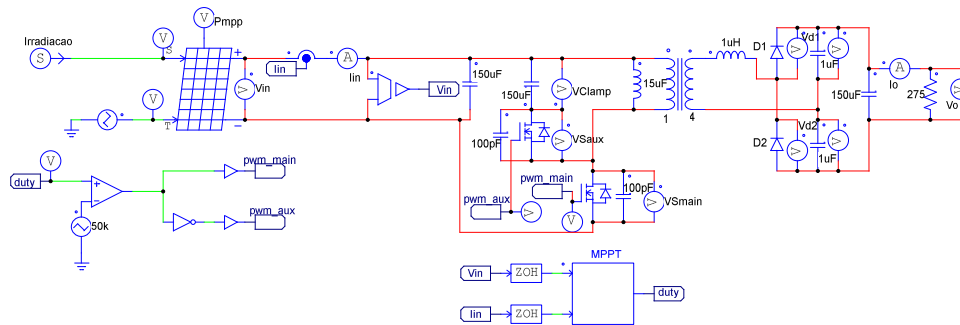 Irradiacao
S
V
S
V
Pmpp
+
Iin
A
Iin
V
Vin
Vin
150uF
150uF
V
VClamp
15uF
1
4
1uH
D1
V
Vd1
1uF
V
150uF
A
Io
275
V
Vo
V
T
−
100pF
V
VSaux
D2
V
Vd2
1uF
V
V
duty
+
−
50k
pwm_main
pwm_aux
pwm_main
pwm_aux
V
V
100pF
V
VSmain
MPPT
Vin
ZOH
Iin
ZOH
duty